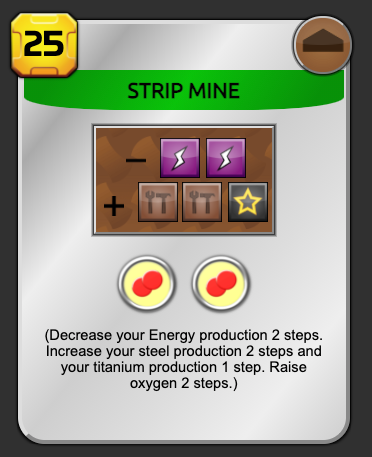 25
STRIP MINE
−
+
(Decrease your Energy production 2 steps.
Increase your steel production 2 steps and
your titanium production 1 step. Raise
oxygen 2 steps.)